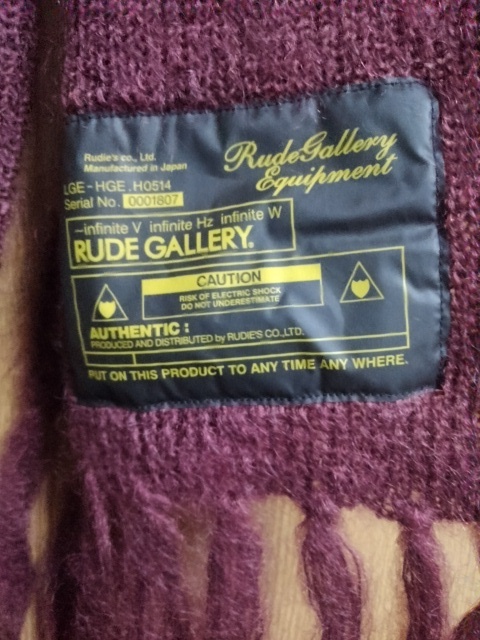 Rudie's co., Ltd.
Manufactured in Japan
RudeGallery
Equipment
LGE-HGE.H0514
Serial No. 0001807
~infinite V infinite Hz infinite W
RUDE GALLERY.
CAUTION
RISK OF ELECTRIC SHOCK
DO NOT UNDERESTIMATE
AUTHENTIC :
PRODUCED AND DISTRIBUTED by RUDIE'S CO.,LTD.
PUT ON THIS PRODUCT TO ANY TIME ANY WHERE.